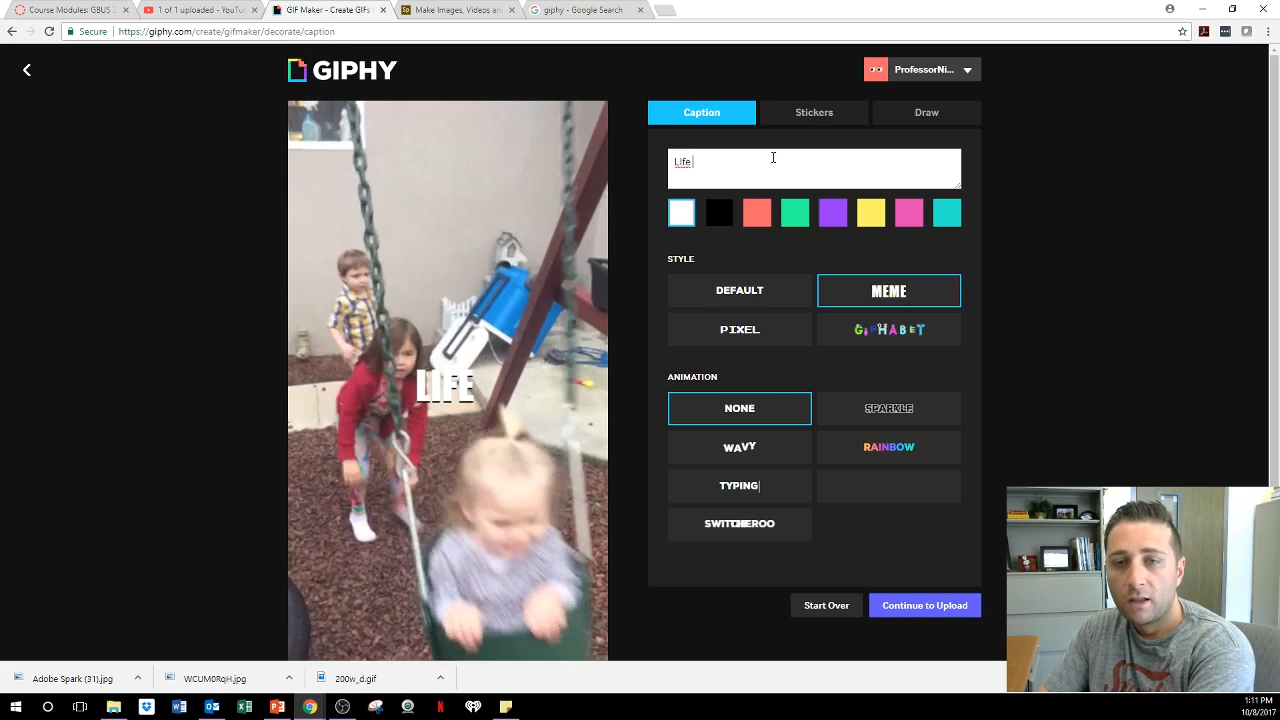 Course Modules: GBUS 2
1 of 1 uploaded - YouTu
GIF Maker - Create GIFs
Make Images, Videos an
giphy - Google Search
Secure
https://giphy.com/create/gifmaker/decorate/caption
GIPHY
ProfessorNi...
Caption
Stickers
Draw
LIfe
STYLE
DEFAULT
MEME
PIXEL
GIPHABET
LIFE
ANIMATION
NONE
SPARKLE
WAVY
RAINBOW
TYPING
SWITCHEROO
Start Over
Continue to Upload
Adobe Spark (31).jpg
WCUM0RqH.jpg
200w_d.gif
1:11 PM
10/8/2017